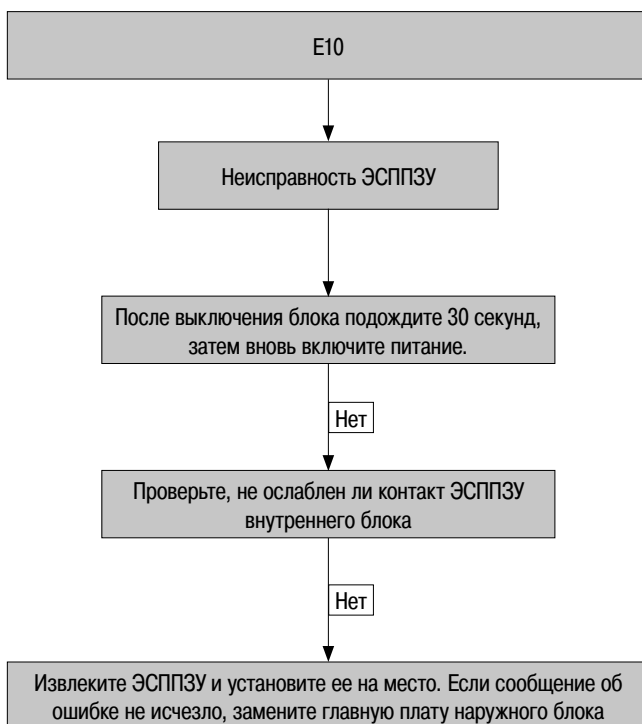 E10
Неисправность ЭСППЗУ
После выключения блока подождите 30 секунд,
затем вновь включите питание.
Нет
Проверьте, не ослаблен ли контакт ЭСППЗУ
внутреннего блока
Нет
Извлеките ЭСППЗУ и установите ее на место. Если сообщение об
ошибке не исчезло, замените главную плату наружного блока